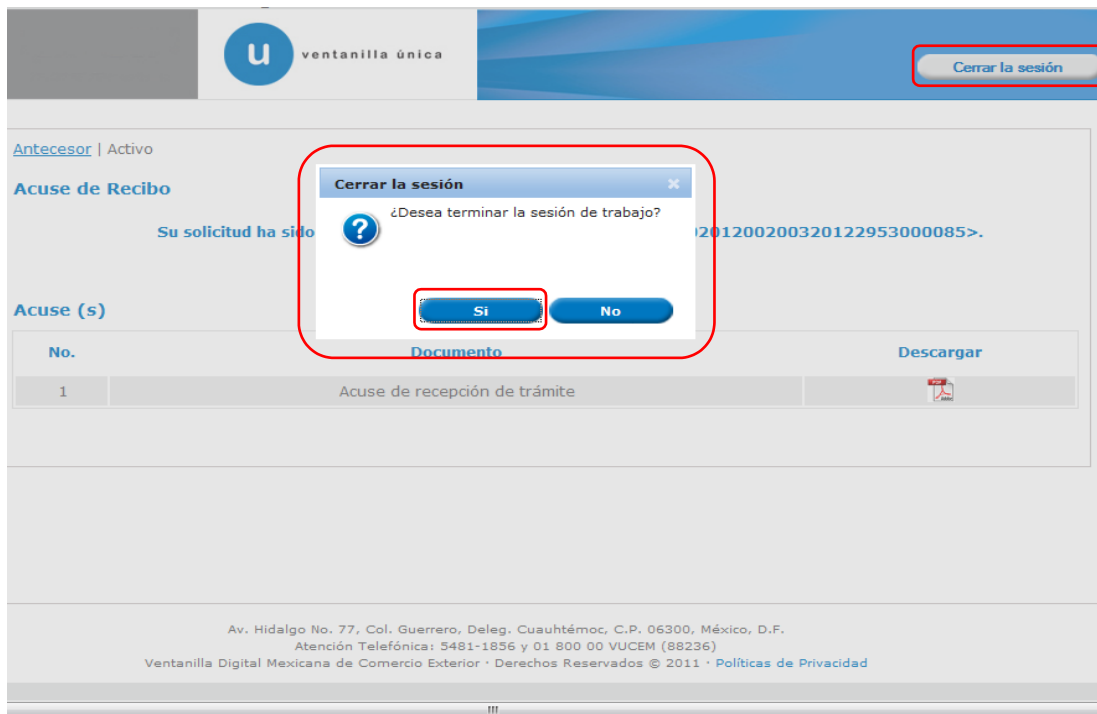 u ventanilla única
Cerrar la sesión
Antecesor | Activo
Acuse de Recibo
Cerrar la sesión
¿Desea terminar la sesión de trabajo?
Su solicitud ha sido 20120020032012295300085>.
Si No
Acuse (s)
No. Documento Descargar
1 Acuse de recepción de trámite
Av. Hidalgo No. 77, Col. Guerrero, Deleg. Cuauhtémoc, C.P. 06300, México, D.F.
Atención Telefónica: 5481-1856 y 01 800 00 VUCEM (88236)
Ventanilla Digital Mexicana de Comercio Exterior · Derechos Reservados © 2011 · Políticas de Privacidad